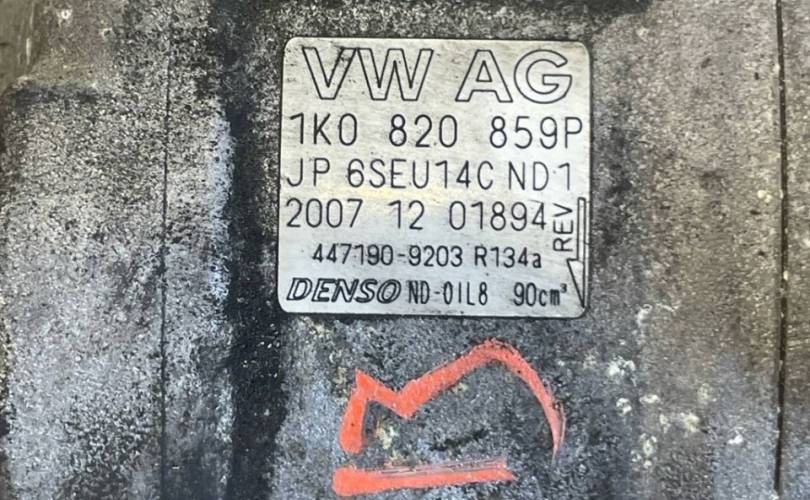 VW AG
1K0 820 859P
JP 6SEU14C ND1
2007 12 01894
REV
447190-9203 R134a
DENSO ND-OIL8 90cm³